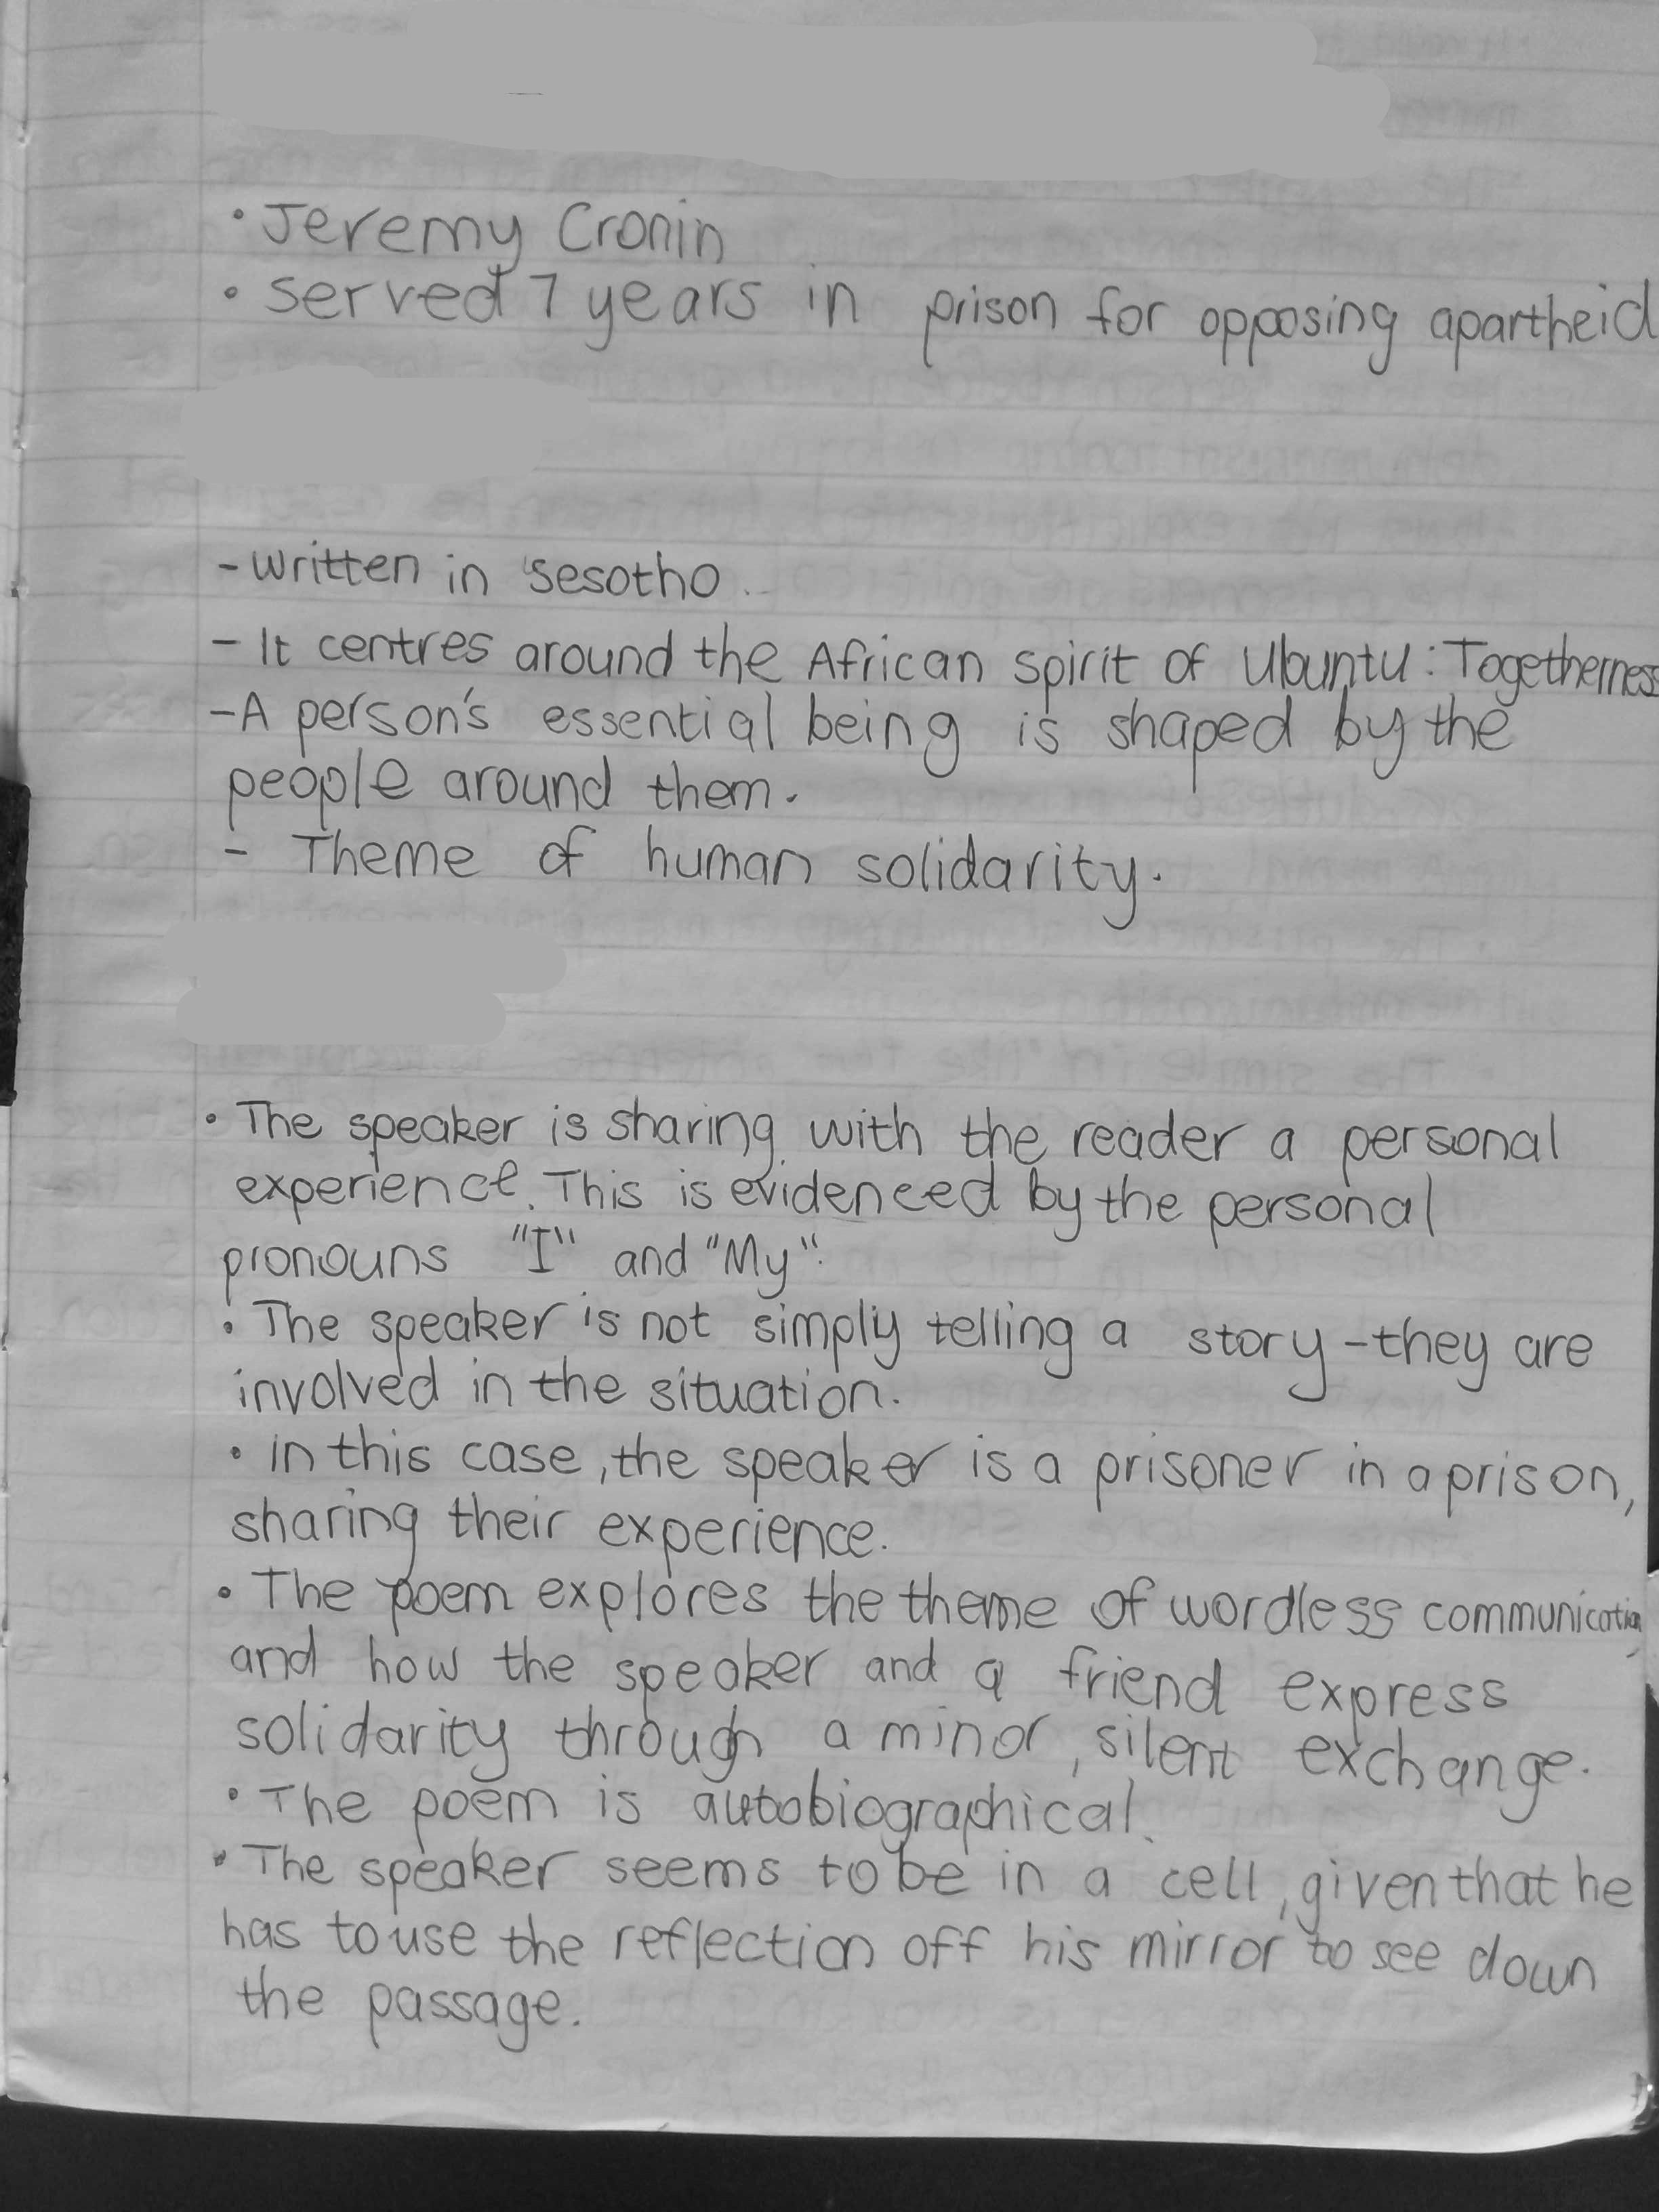 • Jeremy Cronin
• served 7 years in prison for opposing apartheid
- written in Sesotho
- It centres around the African spirit of Ubuntu: Togetherness
- A person's essential being is shaped by the
people around them.
- Theme of human solidarity.
• The speaker is sharing with the reader a personal
experience. This is evidenced by the personal
pronouns "I" and "My".
• The speaker is not simply telling a story - they are
involved in the situation.
• in this case, the speaker is a prisoner in a prison,
sharing their experience.
• The poem explores the theme of wordless communication
and how the speaker and a friend express
solidarity through a minor, silent exchange.
• The poem is autobiographical.
• The speaker seems to be in a cell, given that he
has to use the reflection off his mirror to see down
the passage.